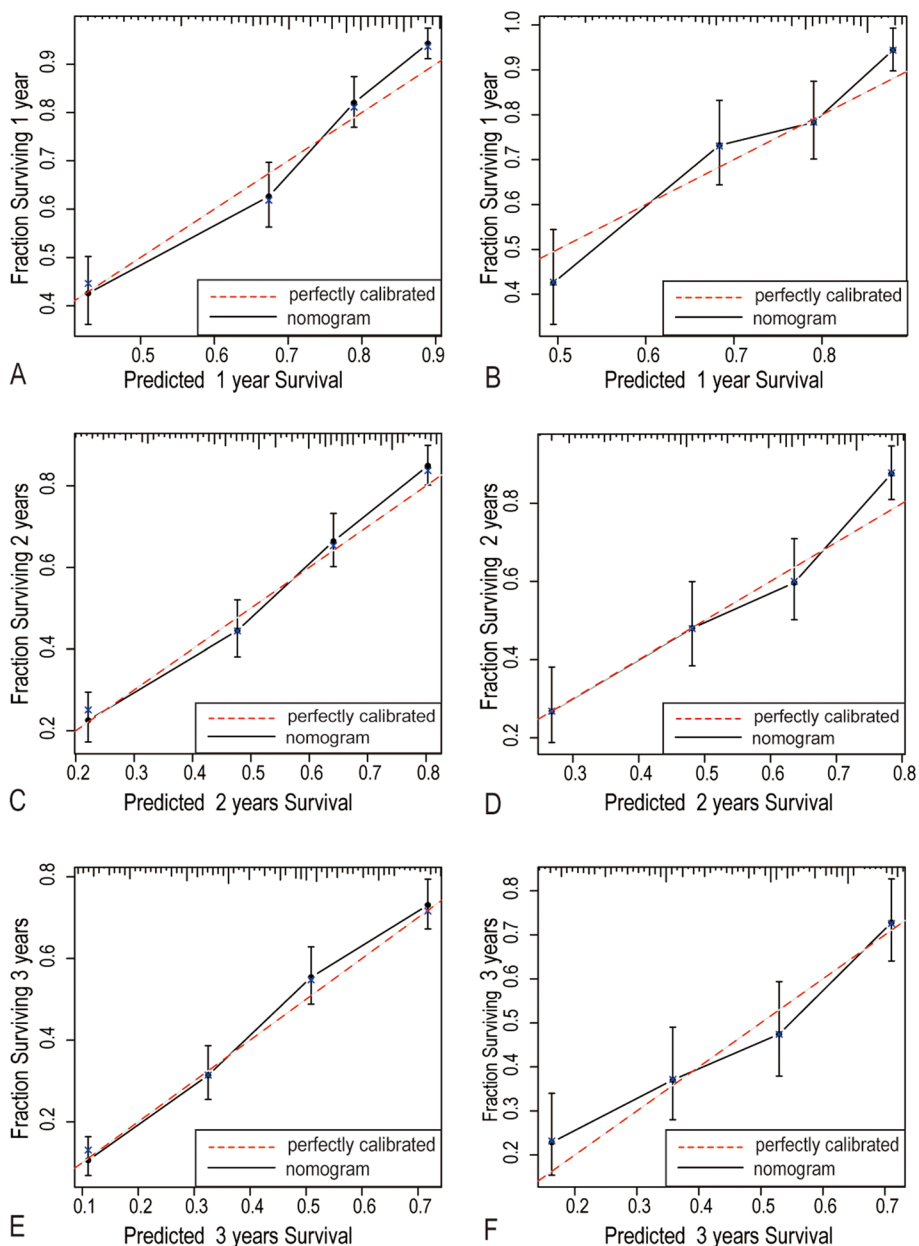 Fraction Surviving 1 year
0.9
0.8
0.7
0.6
0.5
0.4
perfectly calibrated
nomogram
0.5 0.6 0.7 0.8 0.9
A
Predicted 1 year Survival
Fraction Surviving 1 year
1.0
0.9
0.8
0.7
0.6
0.5
0.4
perfectly calibrated
nomogram
0.5 0.6 0.7 0.8
B
Predicted 1 year Survival
Fraction Surviving 2 years
0.8
0.6
0.4
0.2
perfectly calibrated
nomogram
0.2 0.3 0.4 0.5 0.6 0.7 0.8
C
Predicted 2 years Survival
Fraction Surviving 2 years
0.8
0.6
0.4
0.2
perfectly calibrated
nomogram
0.3 0.4 0.5 0.6 0.7 0.8
D
Predicted 2 years Survival
Fraction Surviving 3 years
0.8
0.6
0.4
0.2
perfectly calibrated
nomogram
0.1 0.2 0.3 0.4 0.5 0.6 0.7
E
Predicted 3 years Survival
Fraction Surviving 3 years
0.8
0.7
0.6
0.5
0.4
0.3
0.2
perfectly calibrated
nomogram
0.2 0.3 0.4 0.5 0.6 0.7
F
Predicted 3 years Survival